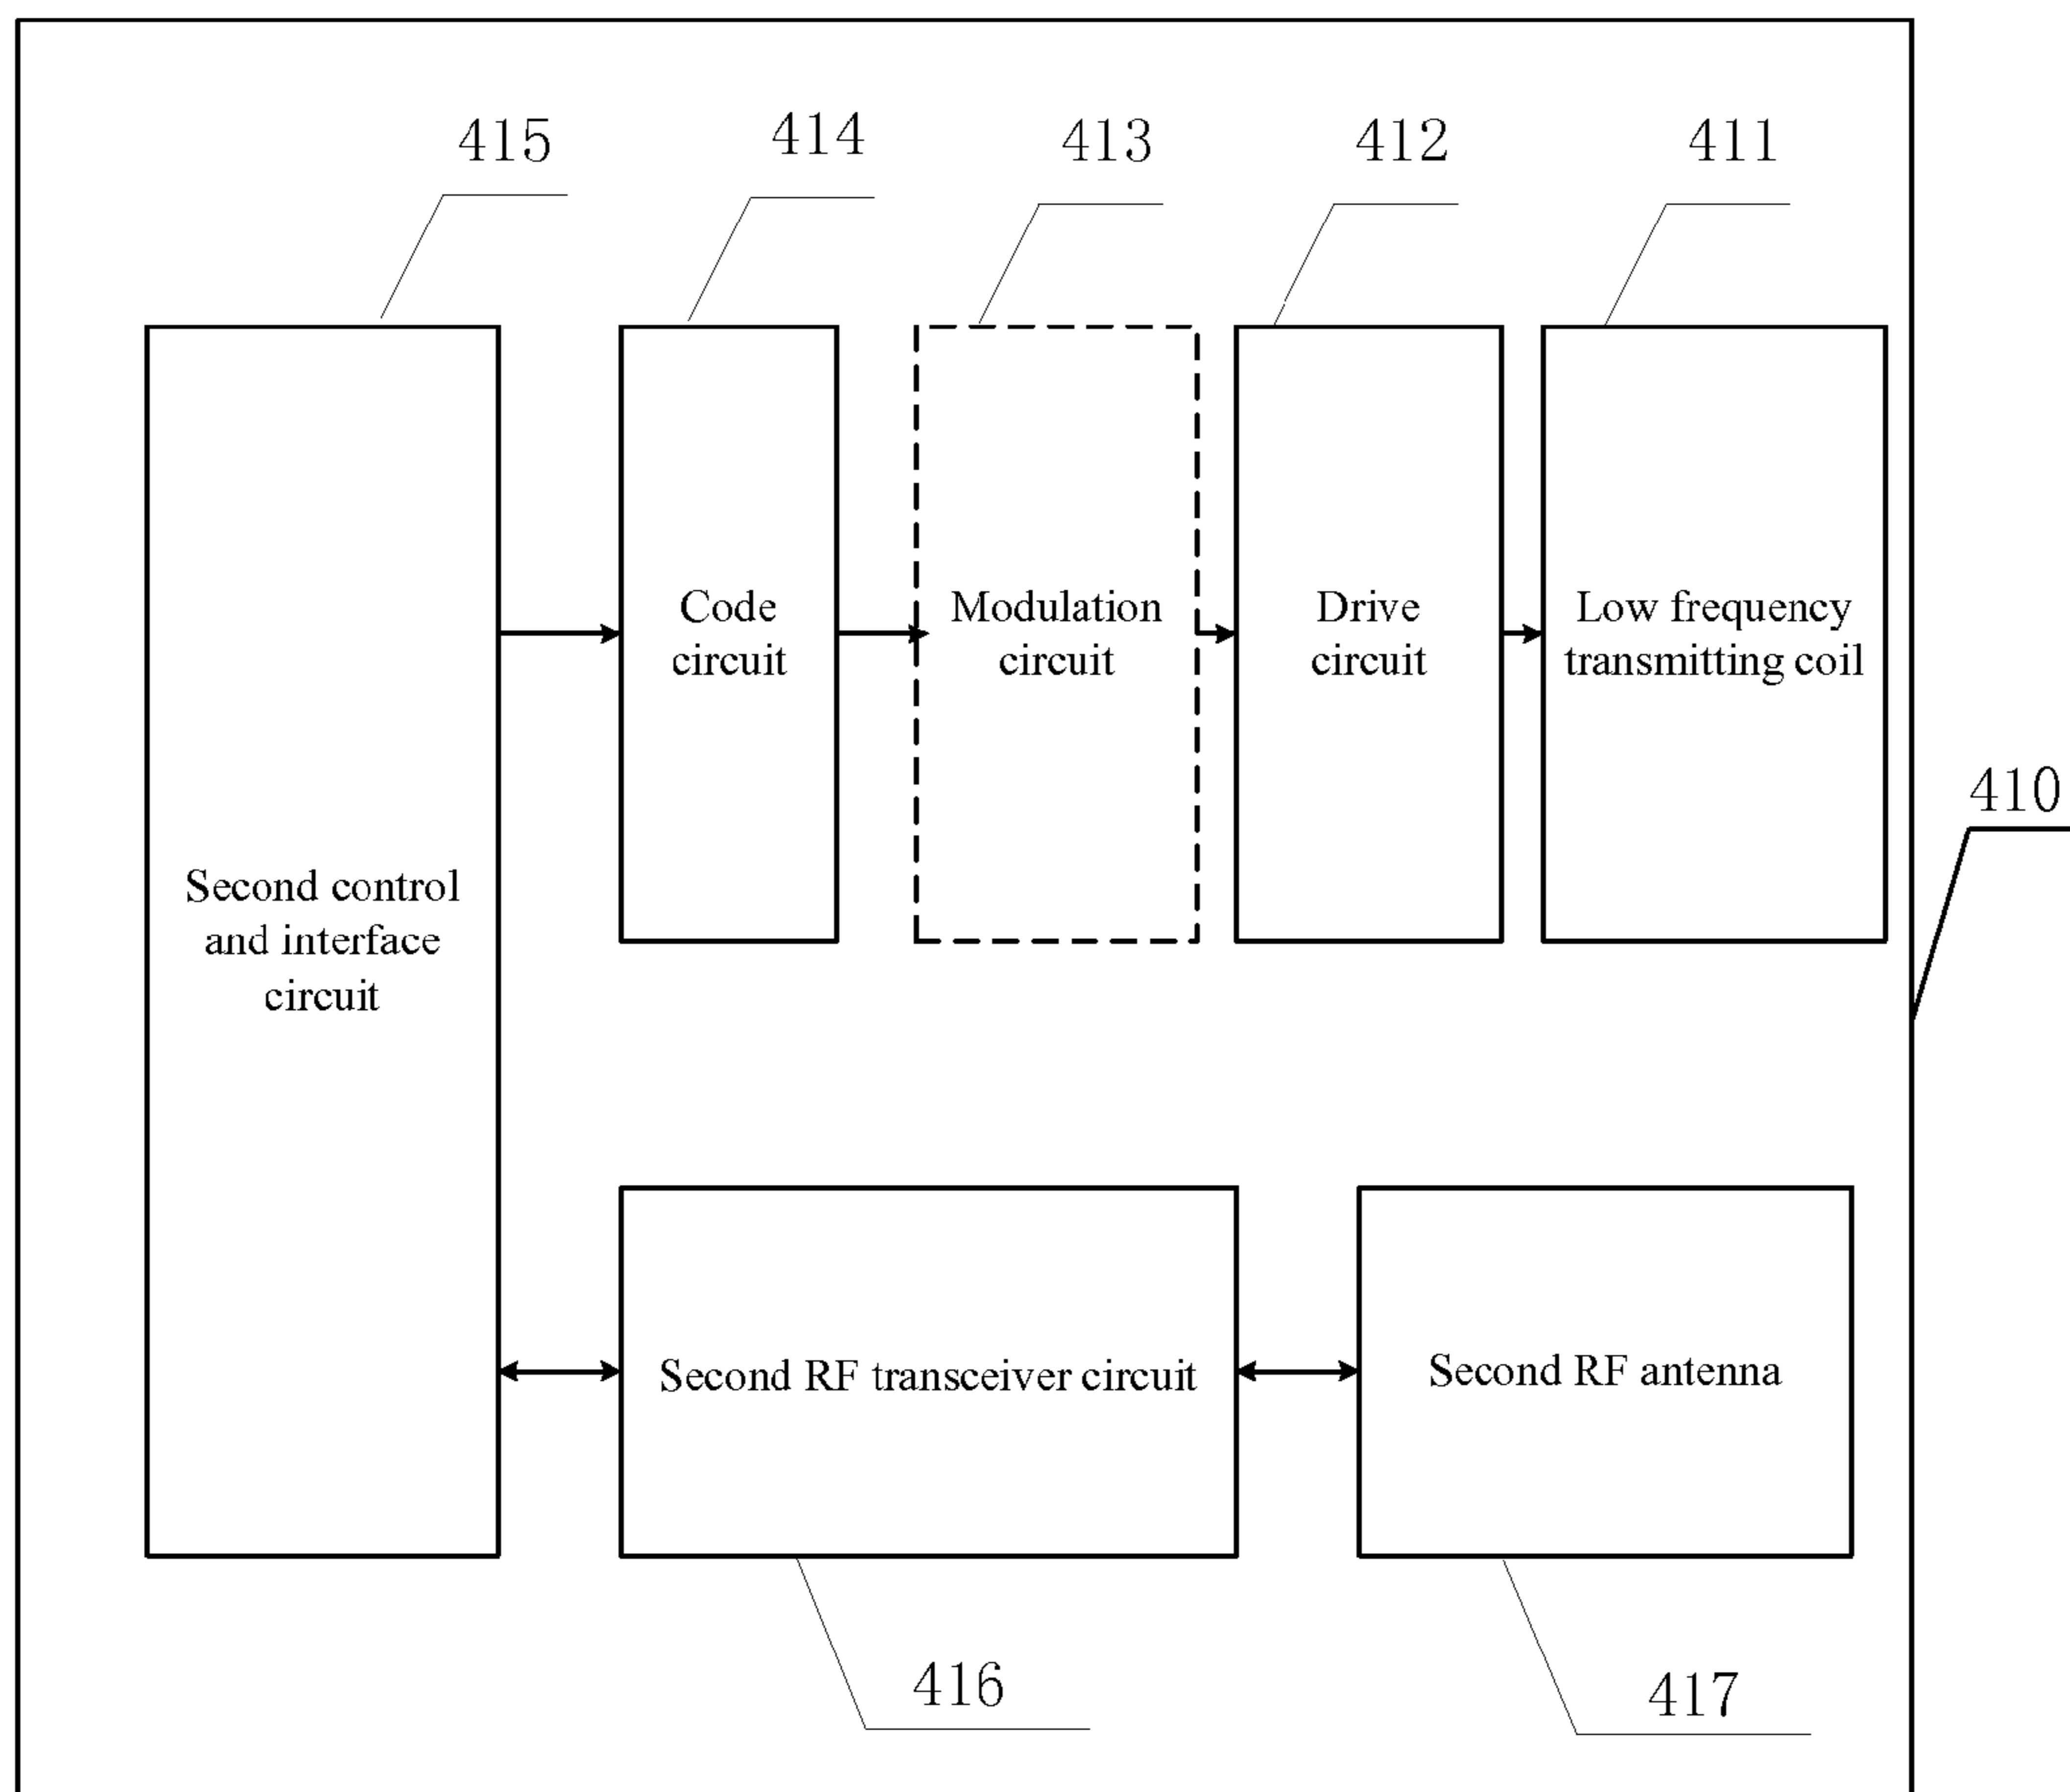 415
414
413
412
411
Code
circuit
Modulation
circuit
Drive
circuit
Low frequency
transmitting coil
410
Second control
and interface
circuit
Second RF transceiver circuit
Second RF antenna
416
417